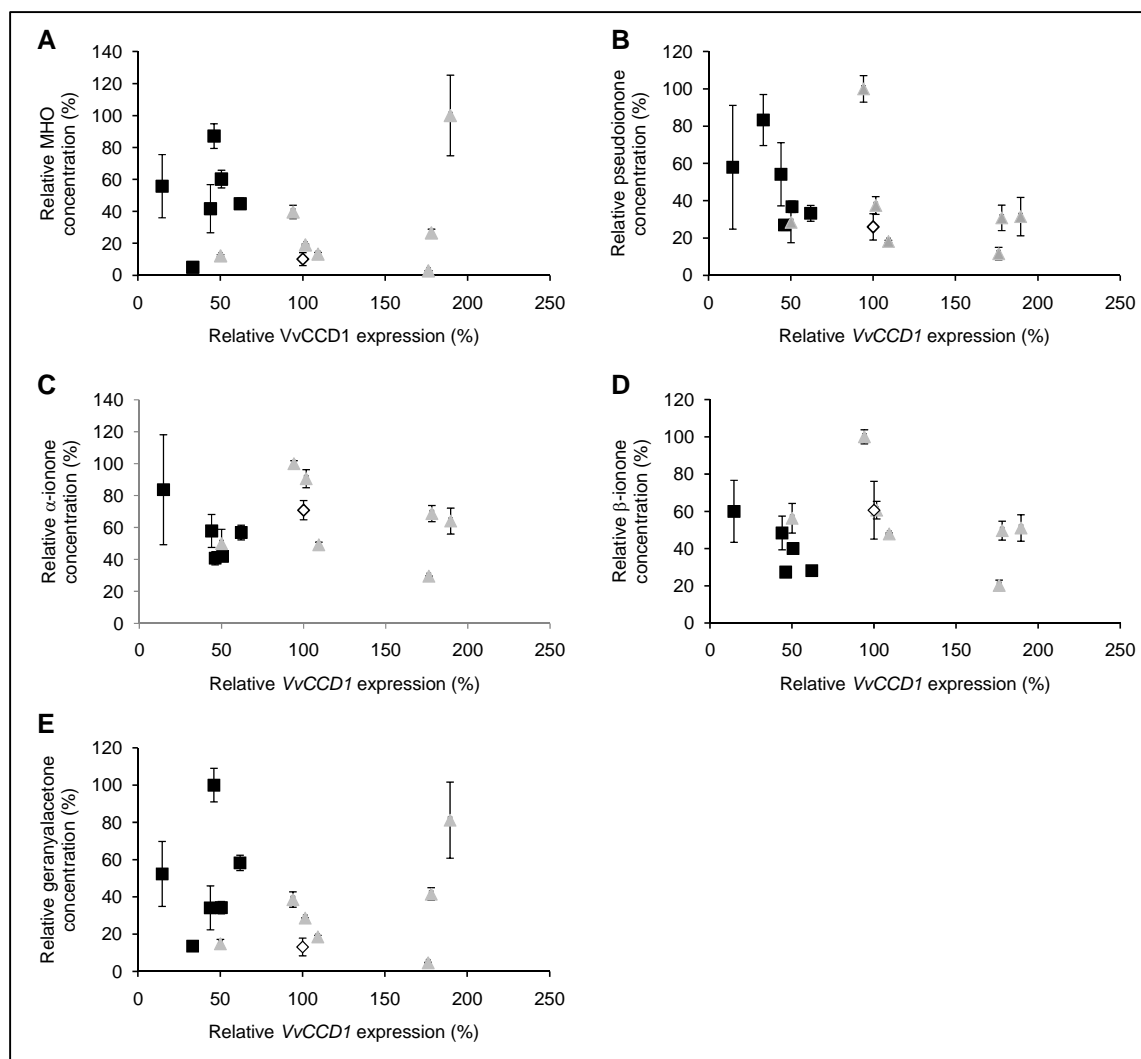 A
140
120
100
80
60
40
20
0
0 50 100 150 200 250
Relative MHO
concentration (%)
Relative VvCCD1 expression (%)
B
120
100
80
60
40
20
0
0 50 100 150 200 250
Relative pseudoionone
concentration (%)
Relative VvCCD1 expression (%)
C
140
120
100
80
60
40
20
0
0 50 100 150 200 250
Relative α-ionone
concentration (%)
Relative VvCCD1 expression (%)
D
120
100
80
60
40
20
0
0 50 100 150 200 250
Relative β-ionone
concentration (%)
Relative VvCCD1 expression (%)
E
120
100
80
60
40
20
0
0 50 100 150 200 250
Relative geranyalacetone
concentration (%)
Relative VvCCD1 expression (%)